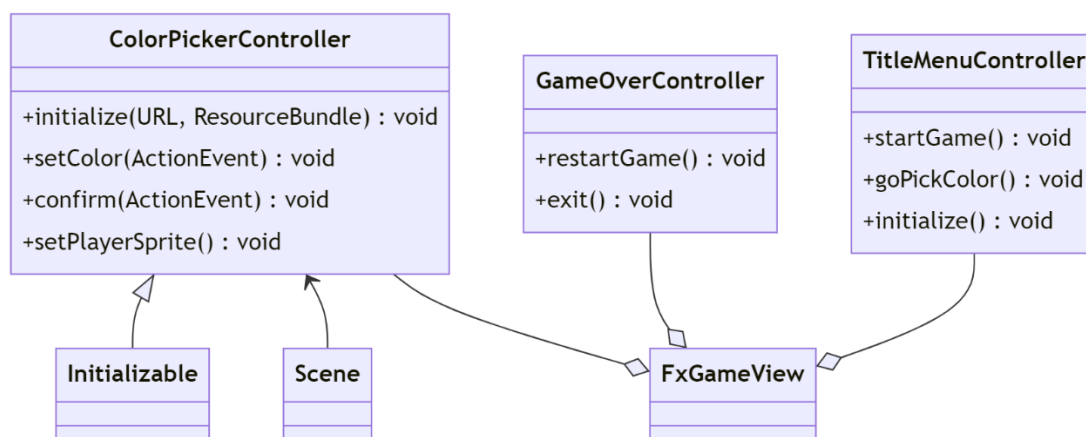 ColorPickerController
+initialize(URL, ResourceBundle) : void
+setColor(ActionEvent) : void
+confirm(ActionEvent) : void
+setPlayerSprite() : void
GameOverController
+restartGame() : void
+exit() : void
TitleMenuController
+startGame() : void
+goPickColor() : void
+initialize() : void
Initializable
Scene
FxGameView